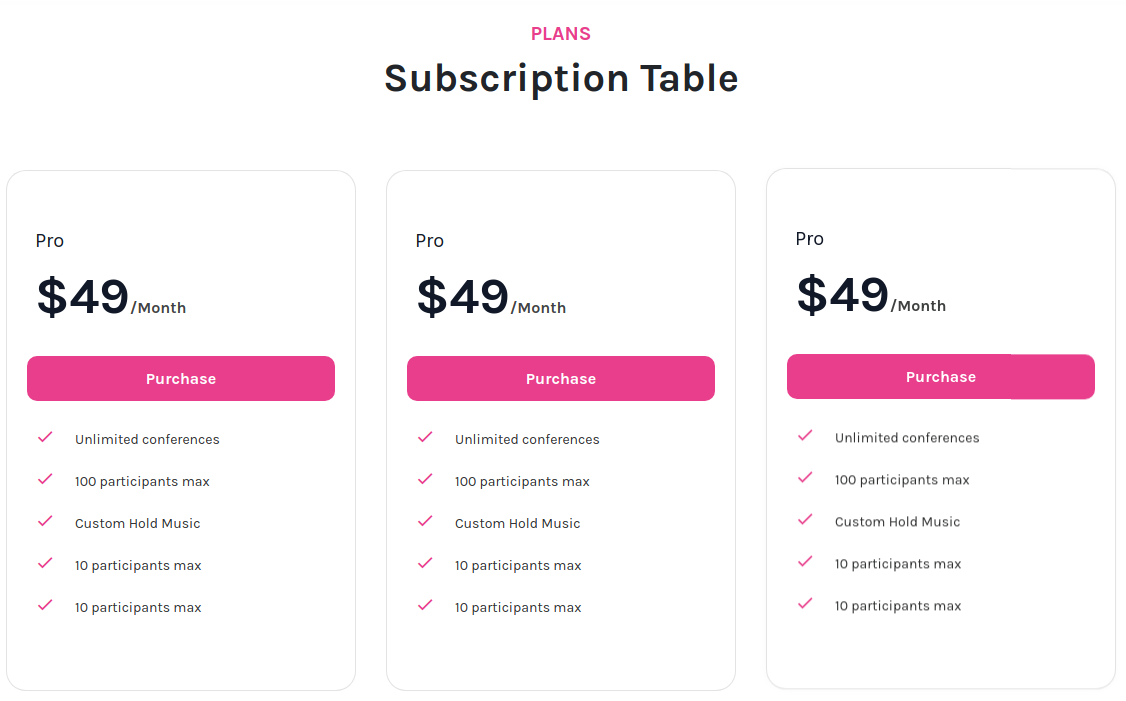 PLANS
Subscription Table
Pro
$49/Month
Purchase
Unlimited conferences
100 participants max
Custom Hold Music
10 participants max
10 participants max
Pro
$49/Month
Purchase
Unlimited conferences
100 participants max
Custom Hold Music
10 participants max
10 participants max
Pro
$49/Month
Purchase
Unlimited conferences
100 participants max
Custom Hold Music
10 participants max
10 participants max